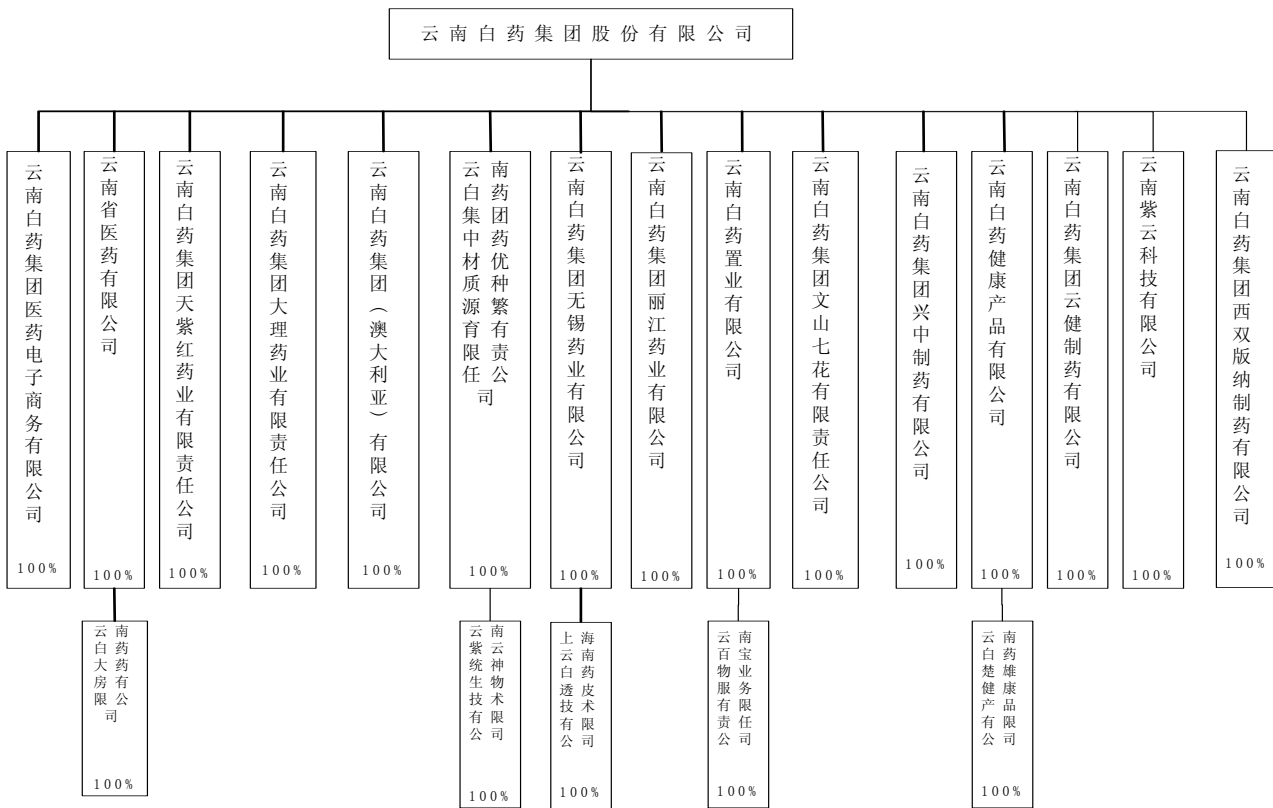 云南白药集团股份有限公司
云南白药集团医药电子商务有限公司
100%
云南省医药有限公司
100%
云南白药集团天紫红药业有限责任公司
100%
云南白药集团大理药业有限责任公司
100%
云南白药集团（澳大利亚）有限公司
100%
云南白药集团中药材优质种源繁育有限责任公司
100%
云南白药集团无锡药业有限公司
100%
云南白药集团丽江药业有限公司
100%
云南白药置业有限公司
100%
云南白药集团文山七花有限责任公司
100%
云南白药集团兴中制药有限公司
100%
云南白药健康产品有限公司
100%
云南白药集团云健制药有限公司
100%
云南紫云科技有限公司
100%
云南白药集团西双版纳制药有限公司
100%
云南白药大药房有限公司
100%
云南紫云统神生物技术有限公司
100%
上海云南白药透皮技术有限公司
100%
云南百宝物业服务有限责任公司
100%
云南白药楚雄健康产品有限公司
100%